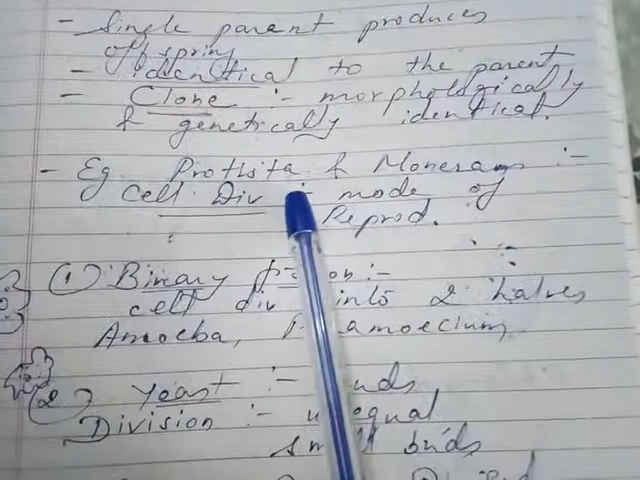 - Single parent produces
offspring
- identical to the parent
- Clone :- morphologically
& genetically identical.
- Eg. Protista & Monerans :-
Cell Div :- mode of
Reprod.
① Binary :-
cell div into 2 halves
Amoeba,
② Yeast :-
Division :-
buds